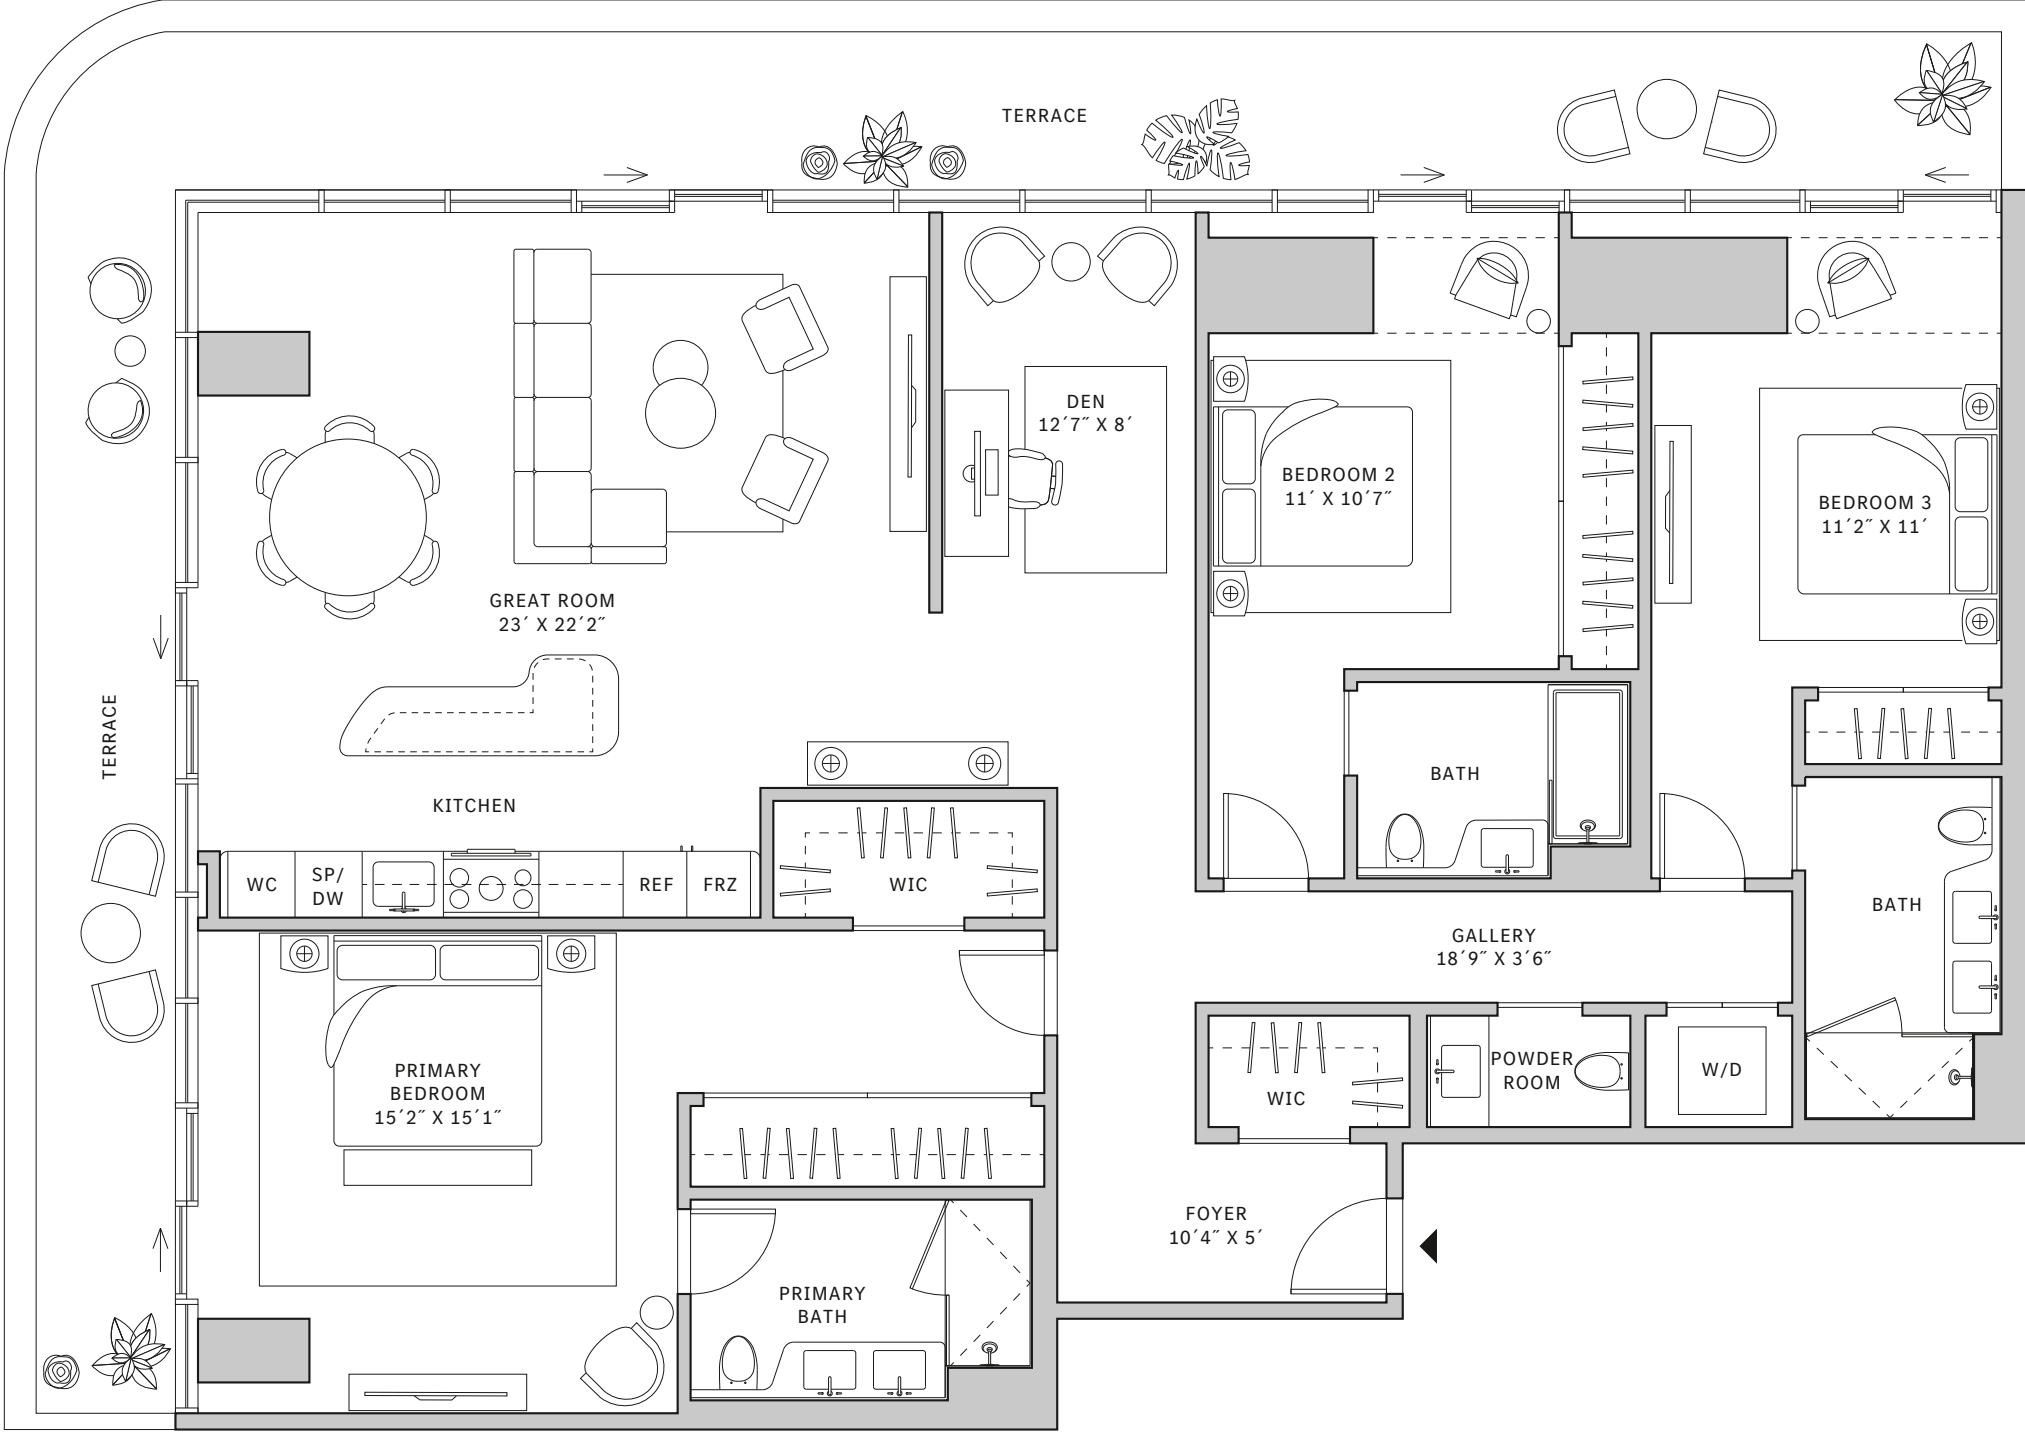 TERRACE
DEN
12´7˝ X 8´
BEDROOM 2
11´ X 10´7˝
BEDROOM 3
11´2˝ X 11´
GREAT ROOM
23´ X 22´2˝
TERRACE
KITCHEN
BATH
WC
SP/
DW
REF
FRZ
WIC
BATH
GALLERY
18´9˝ X 3´6˝
PRIMARY
BEDROOM
15´2˝ X 15´1˝
WIC
POWDER
ROOM
W/D
FOYER
10´4˝ X 5´
PRIMARY
BATH